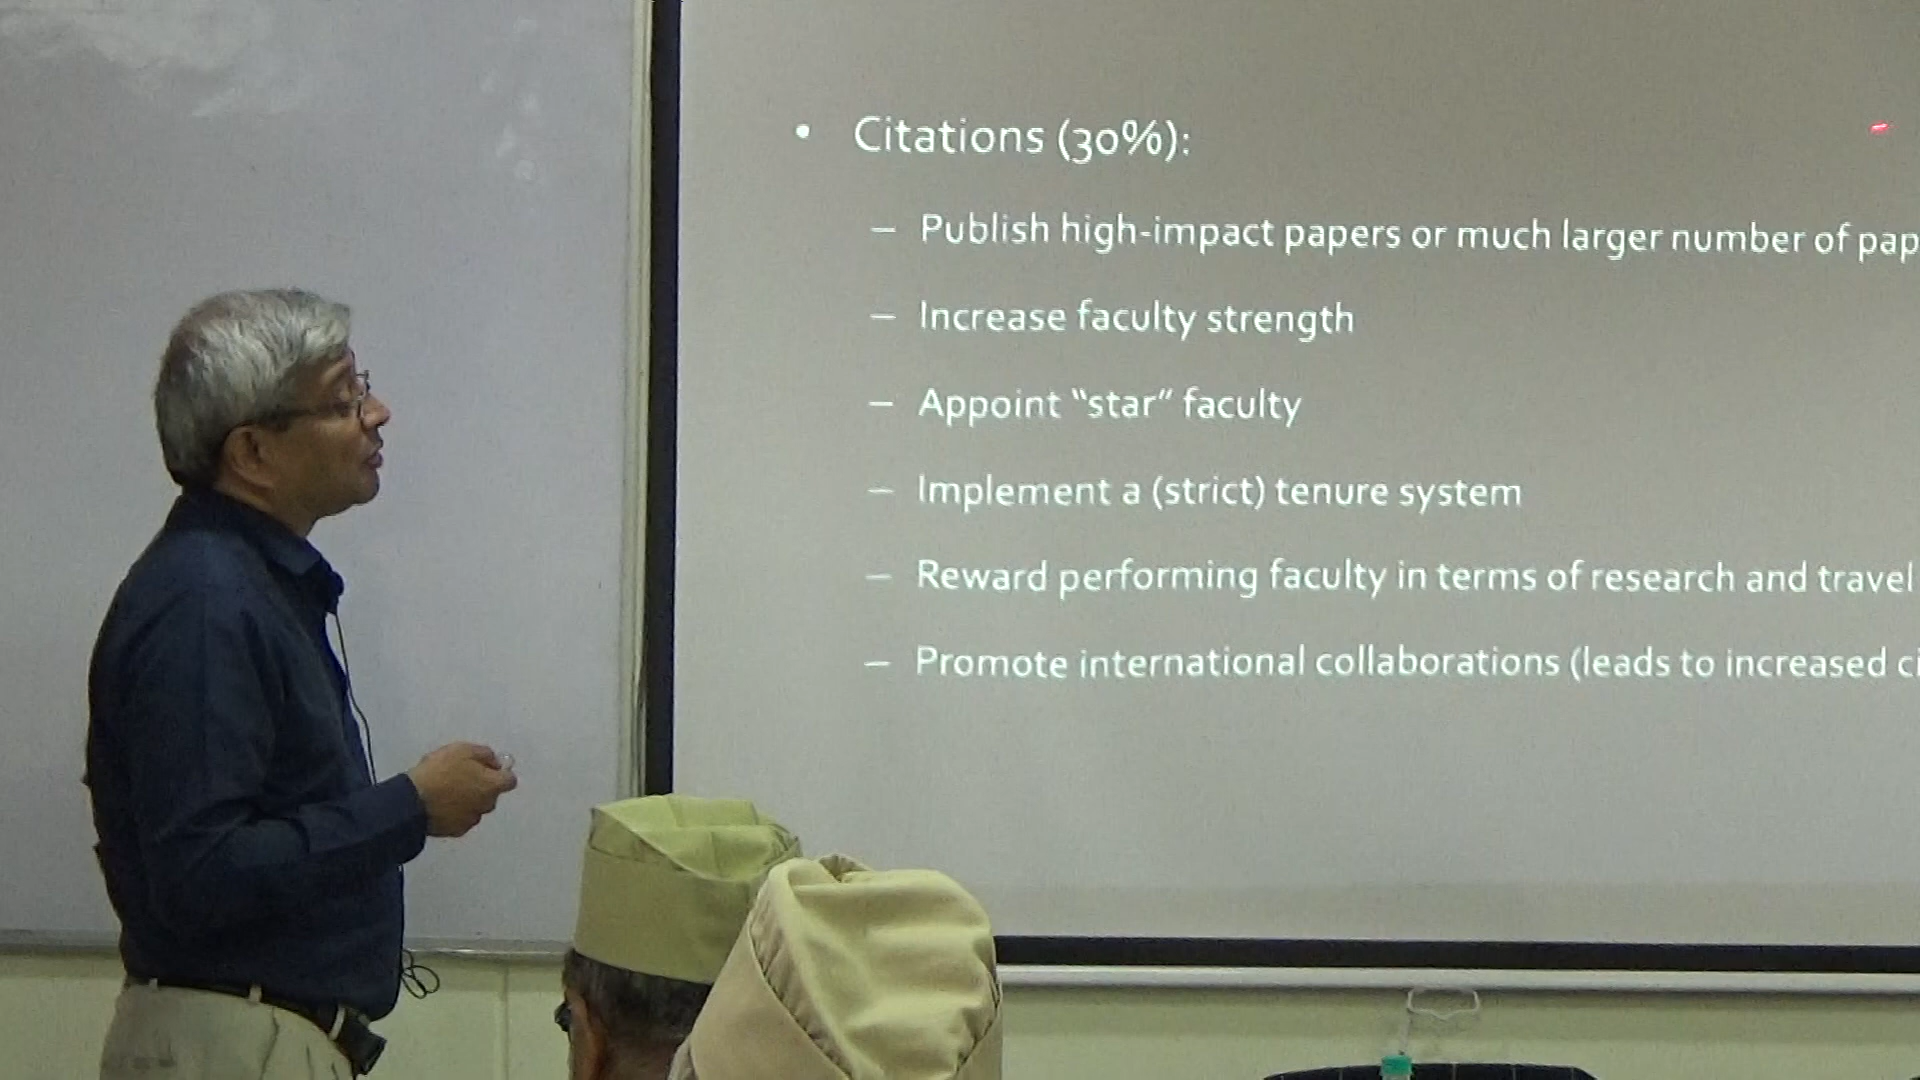 • Citations (30%):
– Publish high-impact papers or much larger number of pap
– Increase faculty strength
– Appoint “star” faculty
– Implement a (strict) tenure system
– Reward performing faculty in terms of research and travel
– Promote international collaborations (leads to increased ci